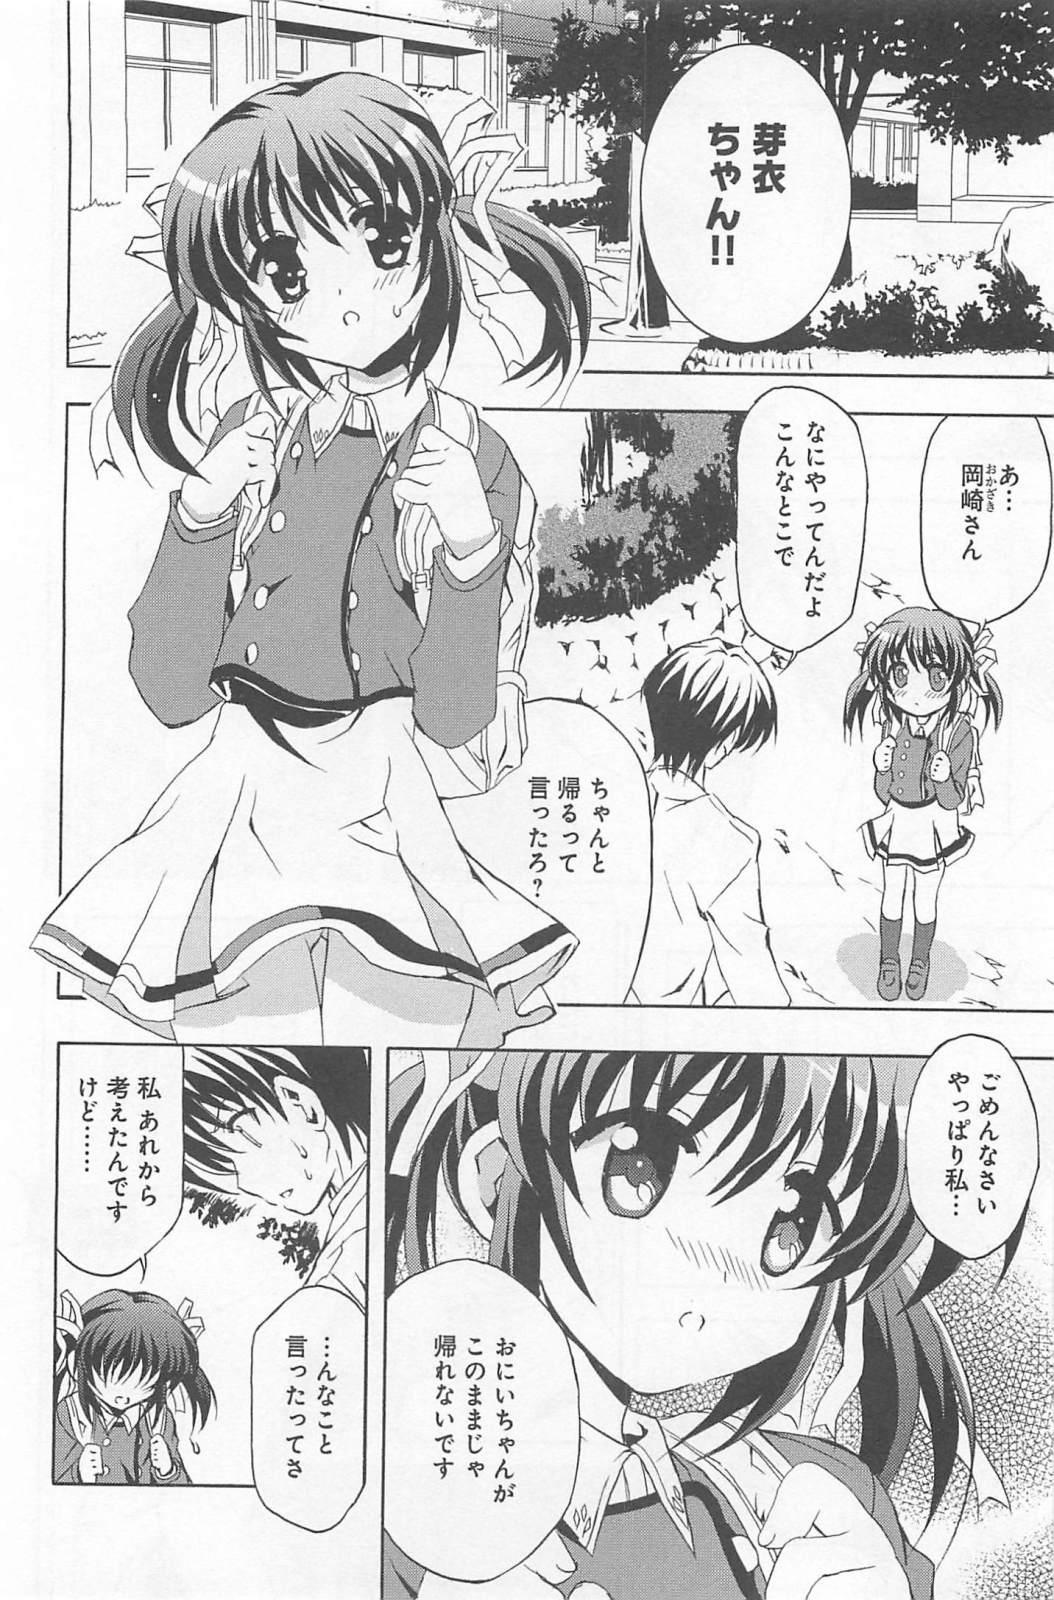 芽衣
ちゃん!!
あ…
岡崎さん
おかざき
なにやってんだよ
こんなとこで
ちゃんと
帰るって
言ったろ?
ごめんなさい
やっぱり私…
おにいちゃんが
このままじゃ
帰れないです
…んなこと
言ったってさ
私 あれから
考えたんです
けど……